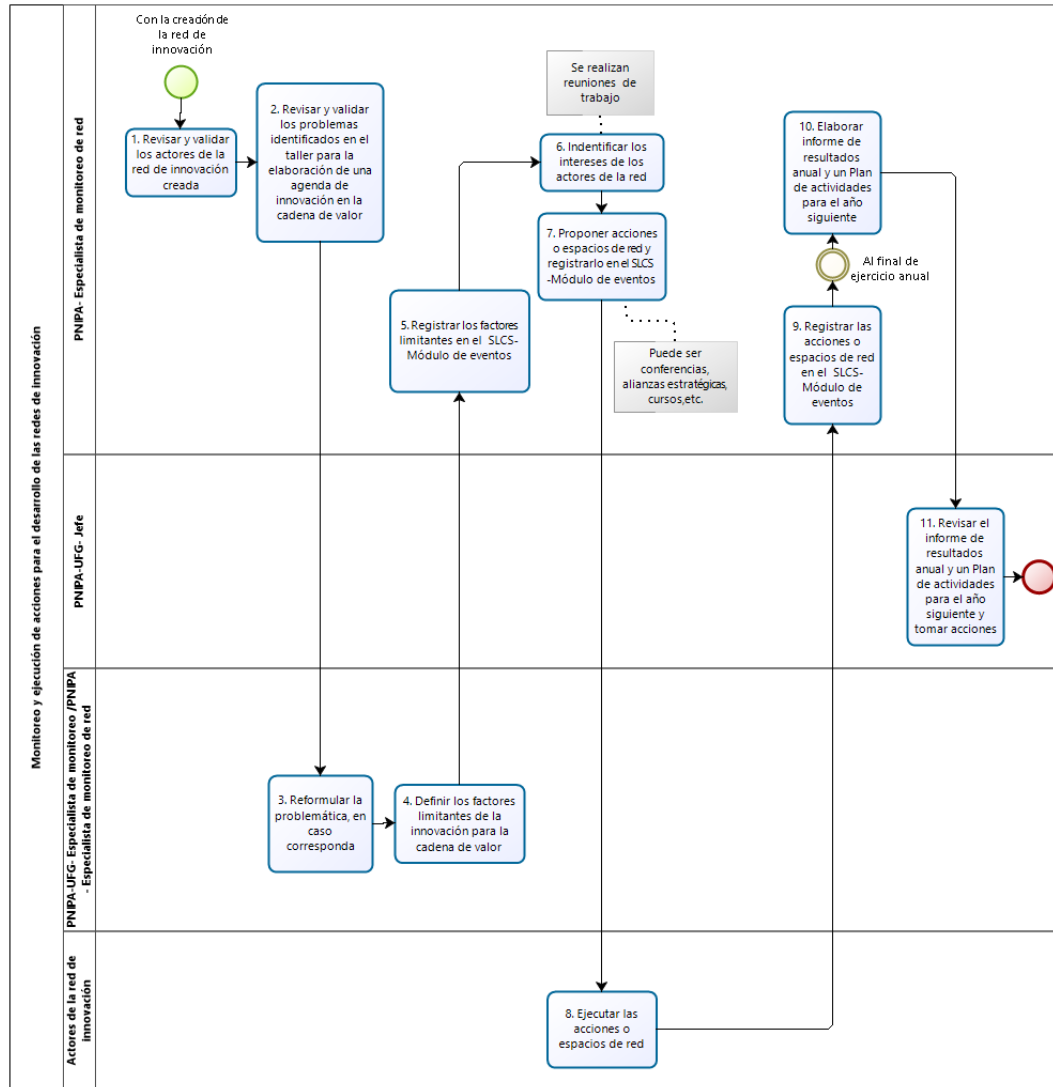 Monitoreo y ejecución de acciones para el desarrollo de las redes de innovación
PNIPA- Especialista de monitoreo de red
Con la creación de
la red de
innovación
1. Revisar y validar
los actores de la
red de innovación
creada
2. Revisar y validar
los problemas
identificados en el
taller para la
elaboración de una
agenda de
innovación en la
cadena de valor
5. Registrar los factores
limitantes en el SLCS-
Módulo de eventos
Se realizan
reuniones de
trabajo
6. Indentificar los
intereses de los
actores de la red
7. Proponer acciones
o espacios de red y
registrarlo en el SLCS
-Módulo de eventos
Puede ser
conferencias,
alianzas estratégicas,
cursos,etc.
10. Elaborar
informe de
resultados
anual y un Plan
de actividades
para el año
siguiente
Al final de
ejercicio anual
9. Registrar las
acciones o
espacios de red
en el SLCS-
Módulo de
eventos
PNIPA-UFG- Jefe
11. Revisar el
informe de
resultados
anual y un Plan
de actividades
para el año
siguiente y
tomar acciones
PNIPA-UFG- Especialista de monitoreo /PNIPA
- Especialista de monitoreo de red
3. Reformular la
problemática, en
caso
corresponda
4. Definir los factores
limitantes de la
innovación para la
cadena de valor
Actores de la red de
innovación
8. Ejecutar las
acciones o
espacios de red